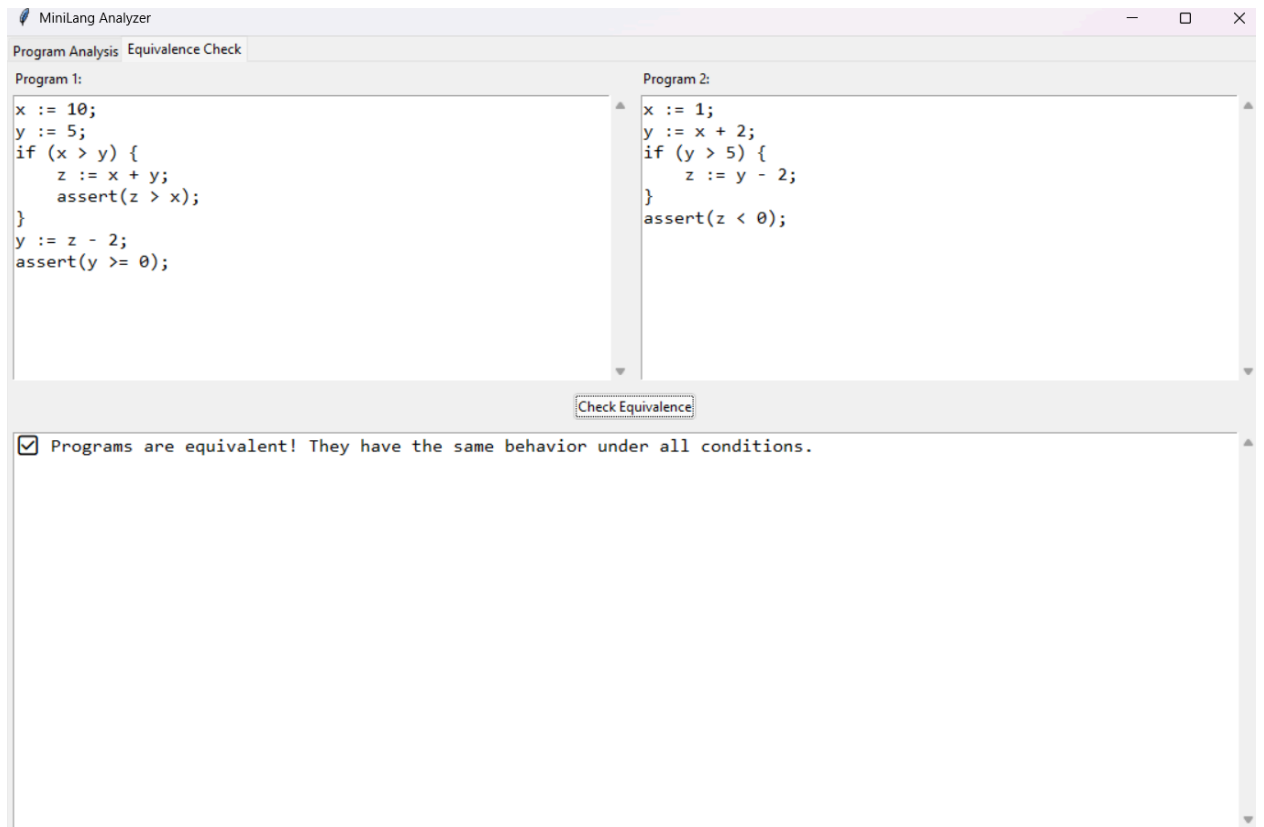 MiniLang Analyzer
Program Analysis Equivalence Check
Program 1:
x := 10;
y := 5;
if (x > y) {
    z := x + y;
    assert(z > x);
}
y := z - 2;
assert(y >= 0);
Program 2:
x := 1;
y := x + 2;
if (y > 5) {
    z := y - 2;
}
assert(z < 0);
Check Equivalence
Programs are equivalent! They have the same behavior under all conditions.